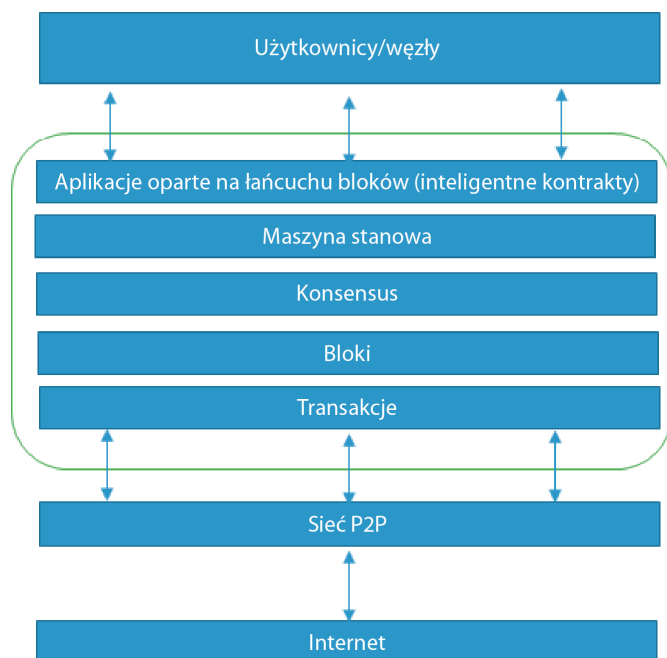 Użytkownicy/węzły
Aplikacje oparte na łańcuchu bloków (inteligentne kontrakty)
Maszyna stanowa
Konsensus
Bloki
Transakcje
Sieć P2P
Internet